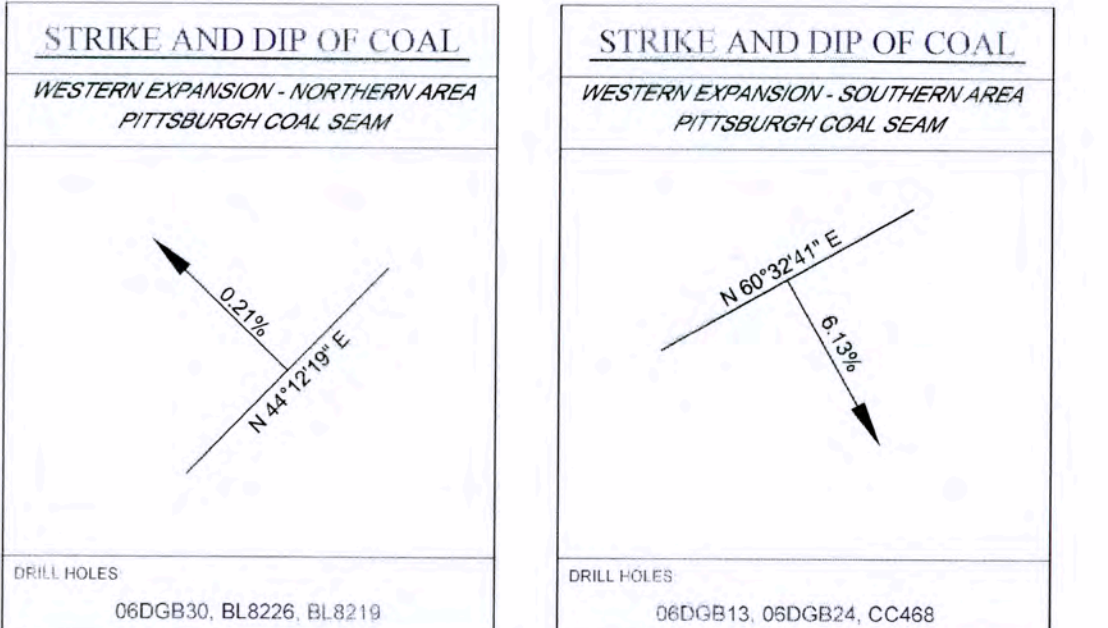 STRIKE AND DIP OF COAL
WESTERN EXPANSION - NORTHERN AREA
PITTSBURGH COAL SEAM
0.21%
N 44°12'19" E
DRILL HOLES:
06DGB30, BL8226, BL8219
STRIKE AND DIP OF COAL
WESTERN EXPANSION - SOUTHERN AREA
PITTSBURGH COAL SEAM
N 60°32'41" E
6.13%
DRILL HOLES:
06DGB13, 06DGB24, CC468